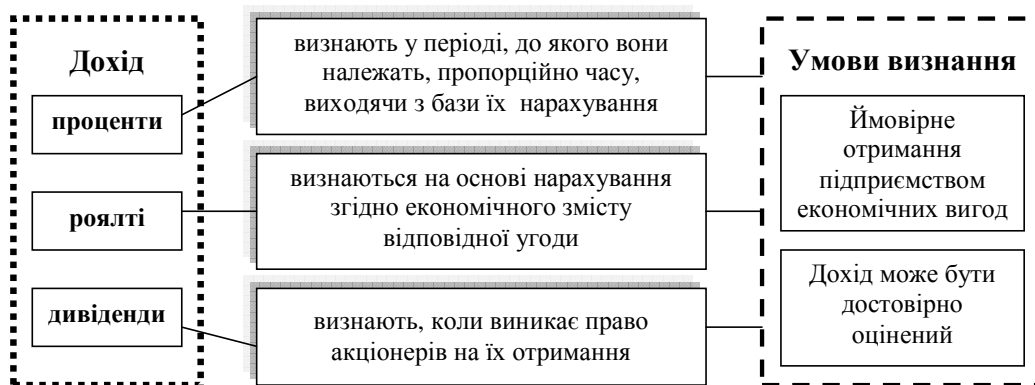 Дохід
проценти
роялті
дивіденди
визнають у періоді, до якого вони
належать, пропорційно часу,
виходячи з бази їх нарахування
визнаються на основі нарахування
згідно економічного змісту
відповідної угоди
визнають, коли виникає право
акціонерів на їх отримання
Умови визнання
Ймовірне
отримання
підприємством
економічних вигод
Дохід може бути
достовірно
оцінений